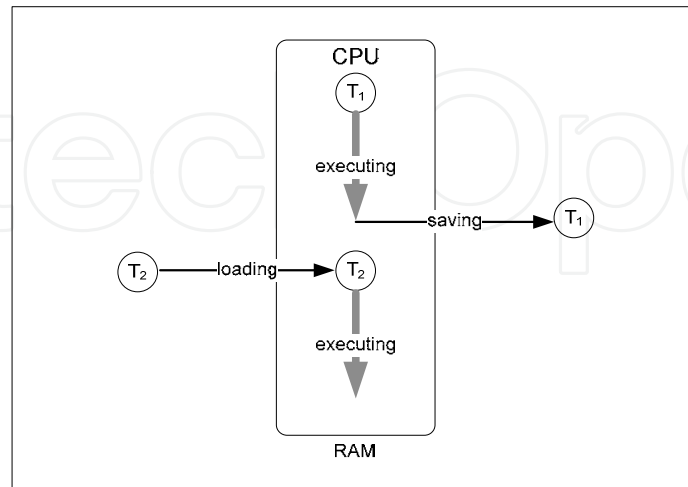 CPU
T₁
executing
saving
T₁
T₂
loading
T₂
executing
RAM